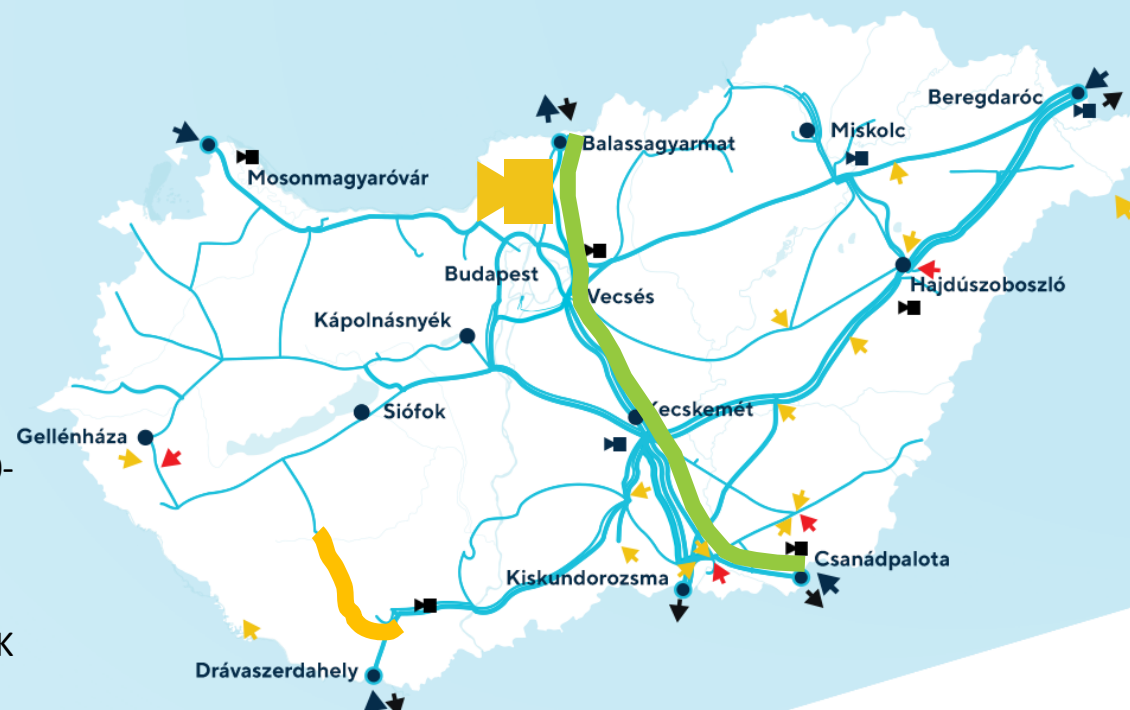 Beregdaróc
Miskolc
Balassagyarmat
Mosonmagyaróvár
Budapest
Hajdúszoboszló
Vecsés
Kápolnásnyék
Siófok
Kecskemét
Gellénháza
-
Csanádpalota
Kiskundorozsma
K
Drávaszerdahely